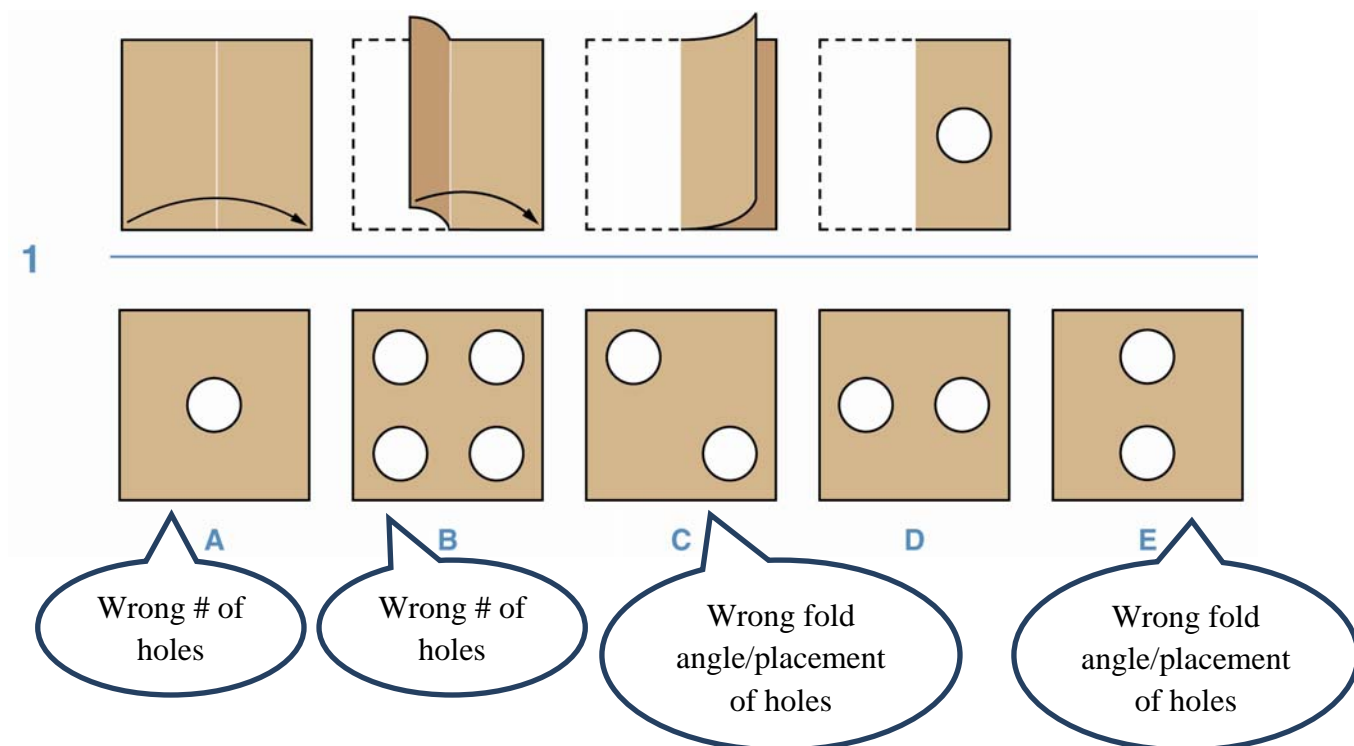 1
A
B
C
D
E
Wrong # of
holes
Wrong # of
holes
Wrong fold
angle/placement
of holes
Wrong fold
angle/placement
of holes